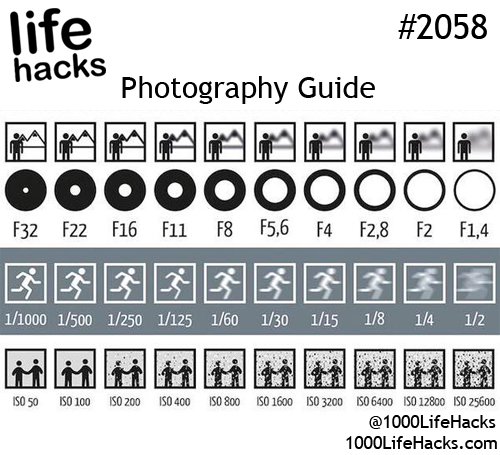 life
hacks
#2058
Photography Guide
F32 F22 F16 F11 F8 F5,6 F4 F2,8 F2 F1,4
1/1000 1/500 1/250 1/125 1/60 1/30 1/15 1/8 1/4 1/2
ISO 50 ISO 100 ISO 200 ISO 400 ISO 800 ISO 1600 ISO 3200 ISO 6400 ISO 12800 ISO 25600
@1000LifeHacks
1000LifeHacks.com